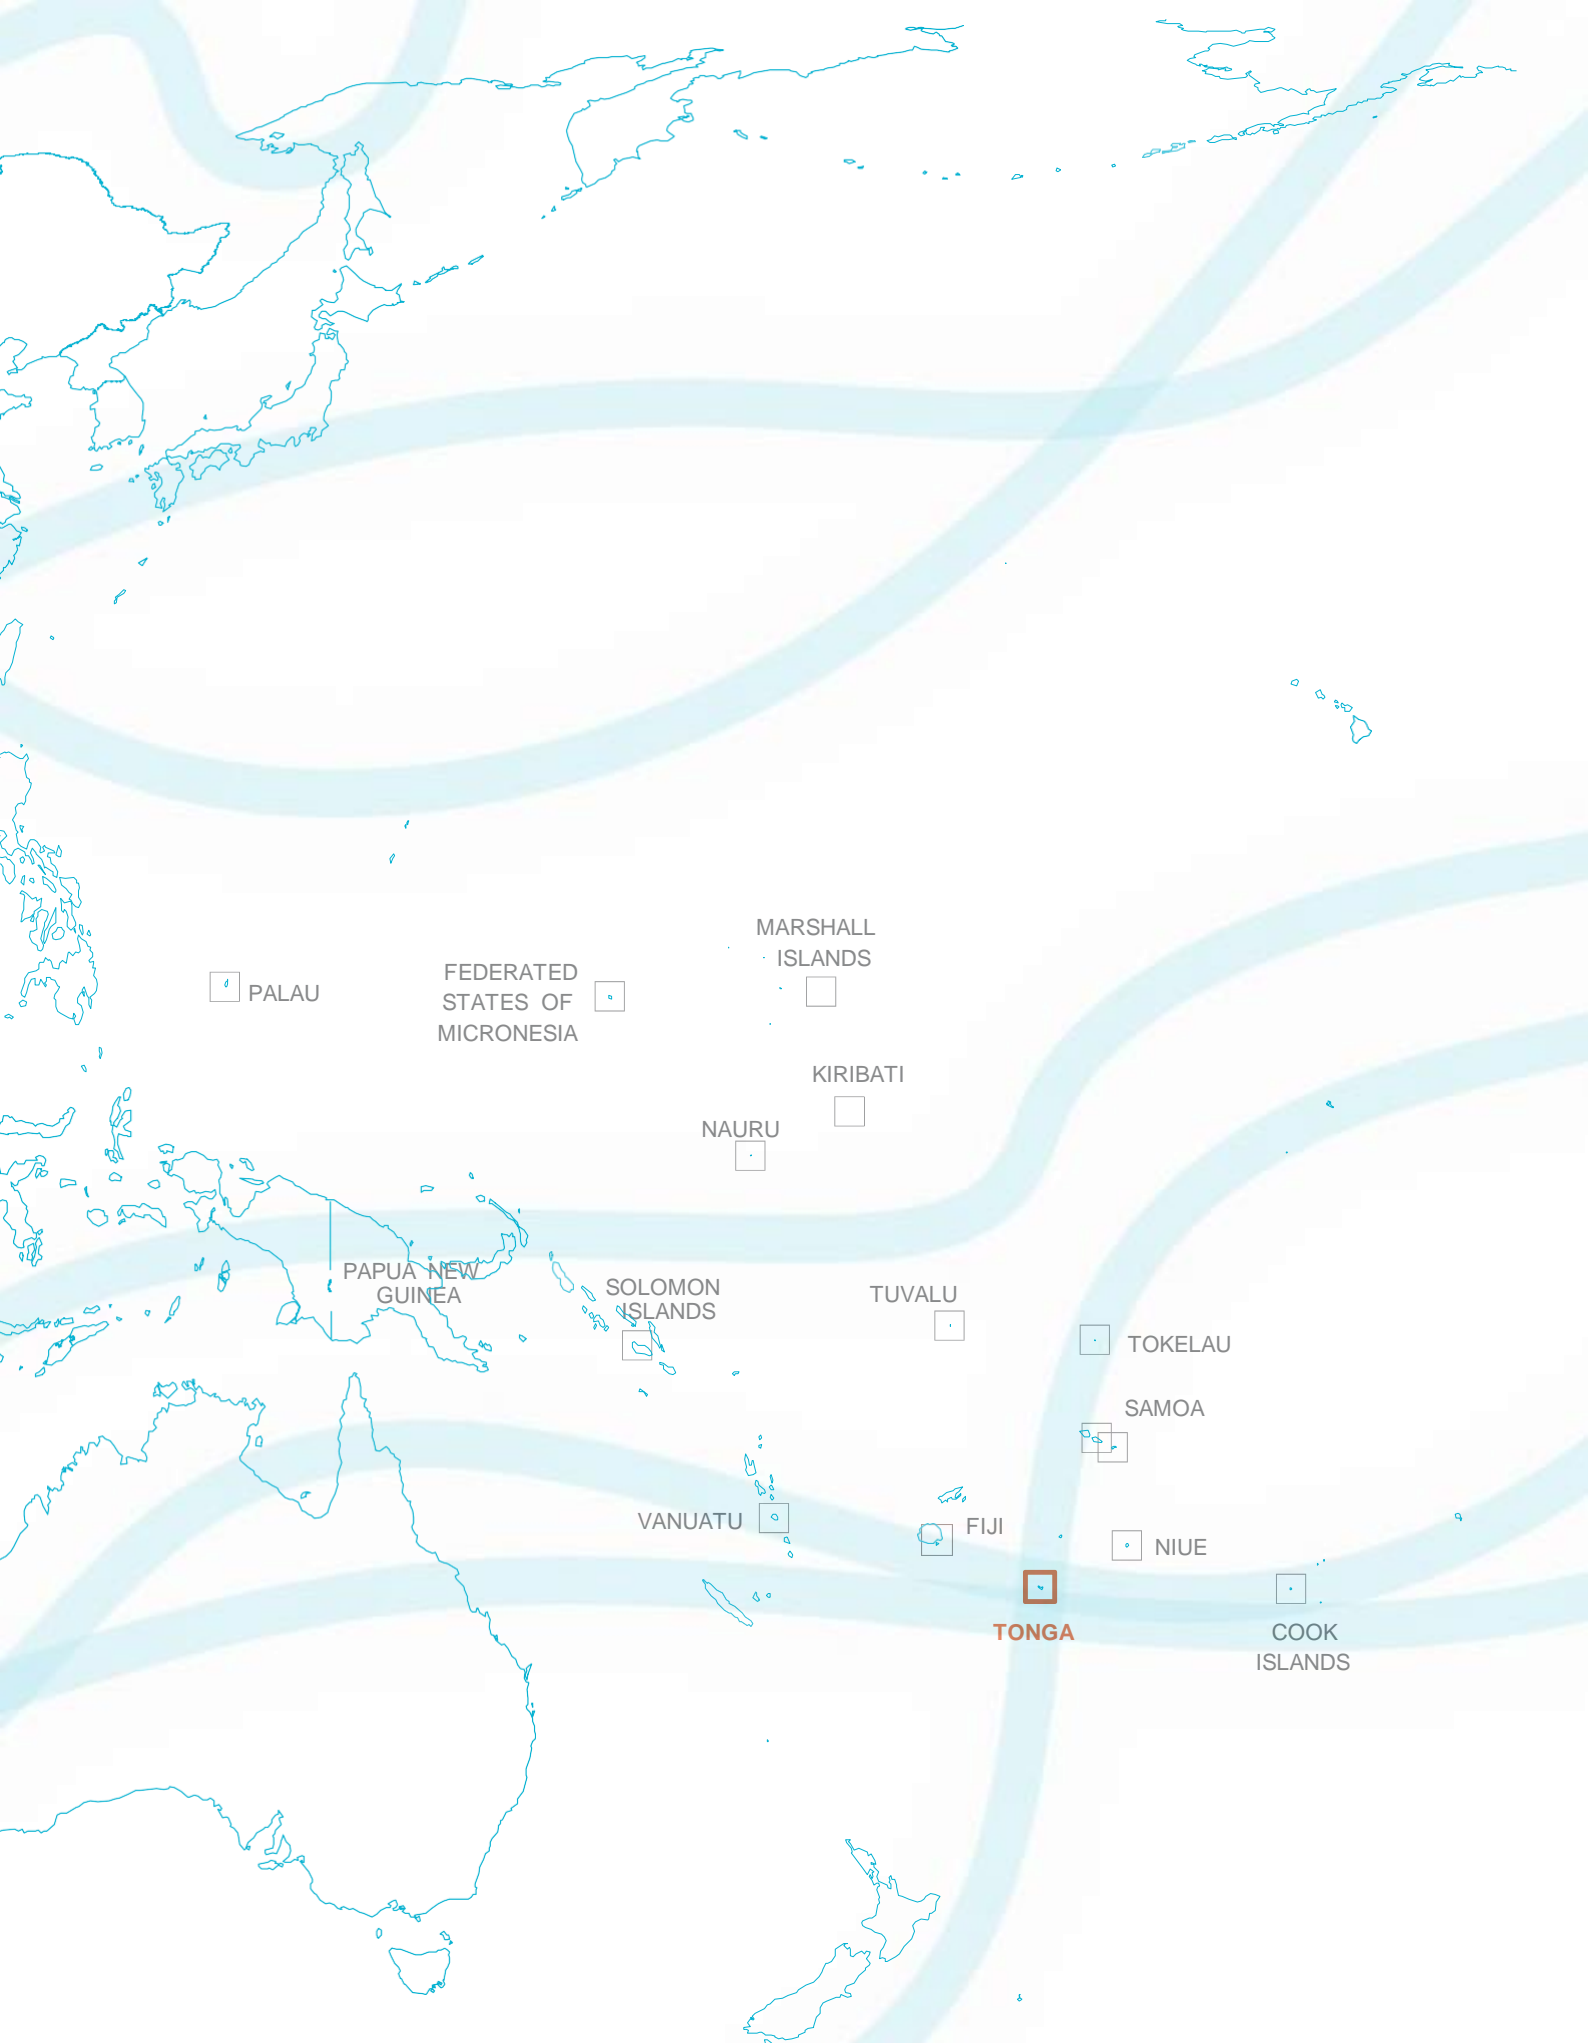 MARSHALL
ISLANDS
FEDERATED
STATES OF
MICRONESIA
PALAU
KIRIBATI
NAURU
PAPUA NEW
GUINEA
SOLOMON
ISLANDS
TUVALU
TOKELAU
SAMOA
VANUATU
FIJI
NIUE
TONGA
COOK
ISLANDS